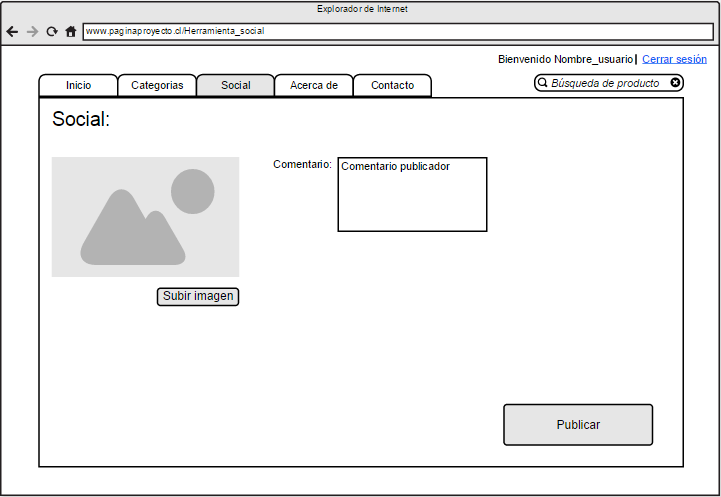 Explorador de Internet
www.paginaproyecto.cl/Herramienta_social
Bienvenido Nombre_usuario| Cerrar sesión
Inicio Categorias Social Acerca de Contacto Búsqueda de producto
Social:
Comentario: Comentario publicador
Subir imagen
Publicar